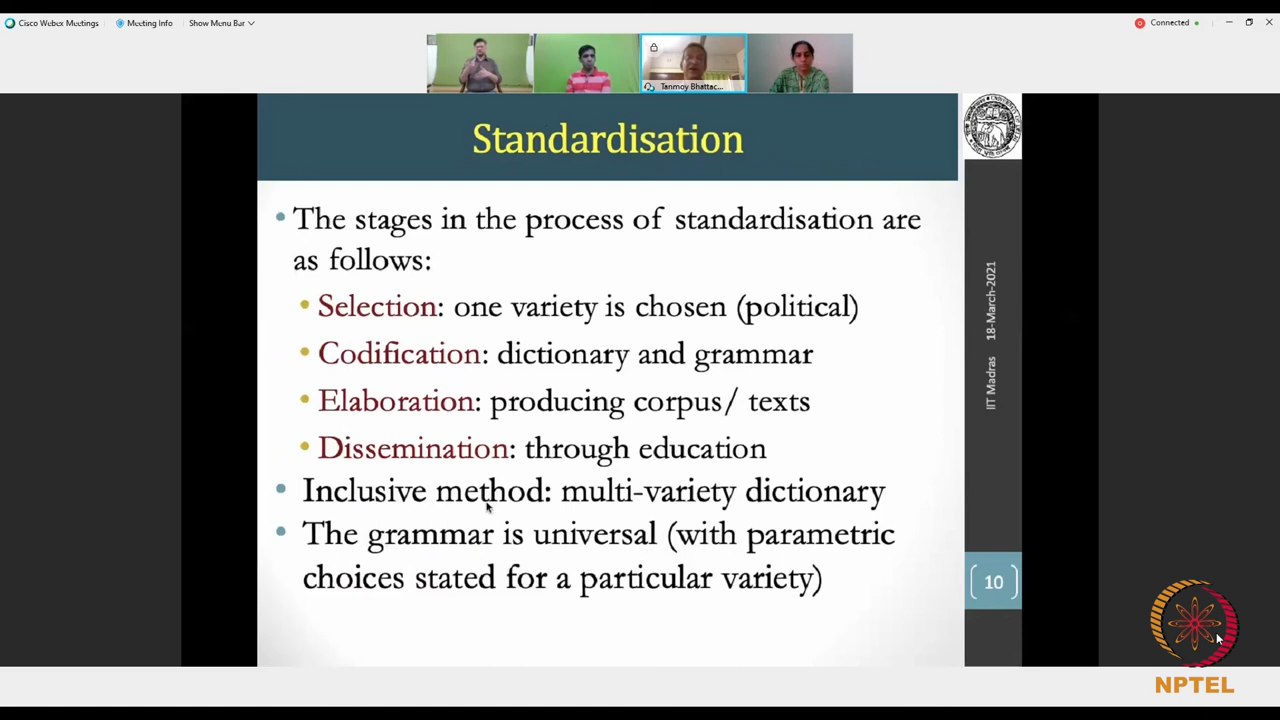 Cisco Webex Meetings
Meeting Info
Show Menu Bar
Connected
Tanmoy Bhattac...
Standardisation
• The stages in the process of standardisation are
as follows:
• Selection: one variety is chosen (political)
• Codification: dictionary and grammar
• Elaboration: producing corpus/ texts
• Dissemination: through education
• Inclusive method: multi-variety dictionary
• The grammar is universal (with parametric
choices stated for a particular variety)
IIT Madras 18-March-2021
10
NPTEL